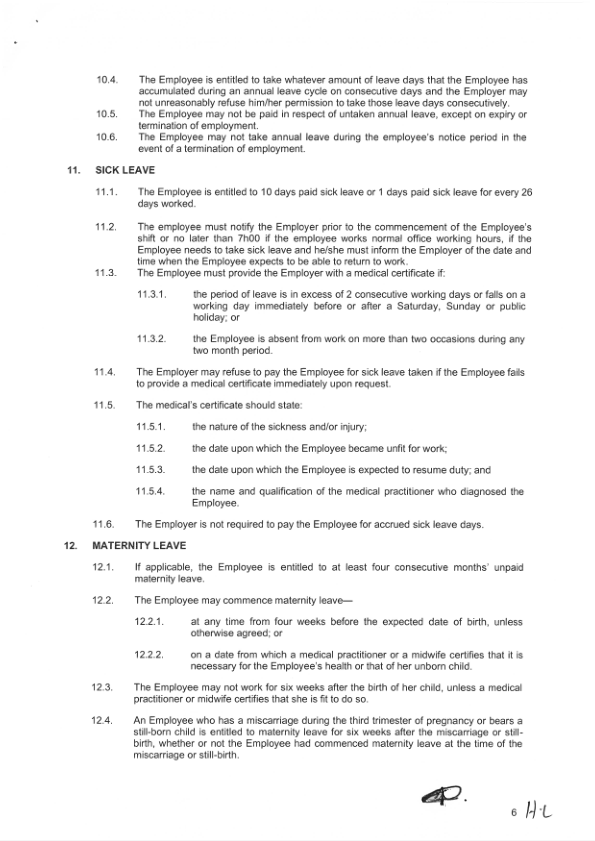 10.4. The Employee is entitled to take whatever amount of leave days that the Employee has
accumulated during an annual leave cycle on consecutive days and the Employer may
not unreasonably refuse him/her permission to take those leave days consecutively.
10.5. The Employee may not be paid in respect of untaken annual leave, except on expiry or
termination of employment.
10.6. The Employee may not take annual leave during the employee's notice period in the
event of a termination of employment.
11. SICK LEAVE
11.1. The Employee is entitled to 10 days paid sick leave or 1 days paid sick leave for every 26
days worked.
11.2. The employee must notify the Employer prior to the commencement of the Employee's
shift or no later than 7h00 if the employee works normal office working hours, if the
Employee needs to take sick leave and he/she must inform the Employer of the date and
time when the Employee expects to be able to return to work.
11.3. The Employee must provide the Employer with a medical certificate if:
11.3.1. the period of leave is in excess of 2 consecutive working days or falls on a
working day immediately before or after a Saturday, Sunday or public
holiday; or
11.3.2. the Employee is absent from work on more than two occasions during any
two month period.
11.4. The Employer may refuse to pay the Employee for sick leave taken if the Employee fails
to provide a medical certificate immediately upon request.
11.5. The medical's certificate should state:
11.5.1. the nature of the sickness and/or injury;
11.5.2. the date upon which the Employee became unfit for work;
11.5.3. the date upon which the Employee is expected to resume duty; and
11.5.4. the name and qualification of the medical practitioner who diagnosed the
Employee.
11.6. The Employer is not required to pay the Employee for accrued sick leave days.
12. MATERNITY LEAVE
12.1. If applicable, the Employee is entitled to at least four consecutive months' unpaid
maternity leave.
12.2. The Employee may commence maternity leave—
12.2.1. at any time from four weeks before the expected date of birth, unless
otherwise agreed; or
12.2.2. on a date from which a medical practitioner or a midwife certifies that it is
necessary for the Employee's health or that of her unborn child.
12.3. The Employee may not work for six weeks after the birth of her child, unless a medical
practitioner or midwife certifies that she is fit to do so.
12.4. An Employee who has a miscarriage during the third trimester of pregnancy or bears a
still-born child is entitled to maternity leave for six weeks after the miscarriage or still-
birth, whether or not the Employee had commenced maternity leave at the time of the
miscarriage or still-birth.
6 H·L